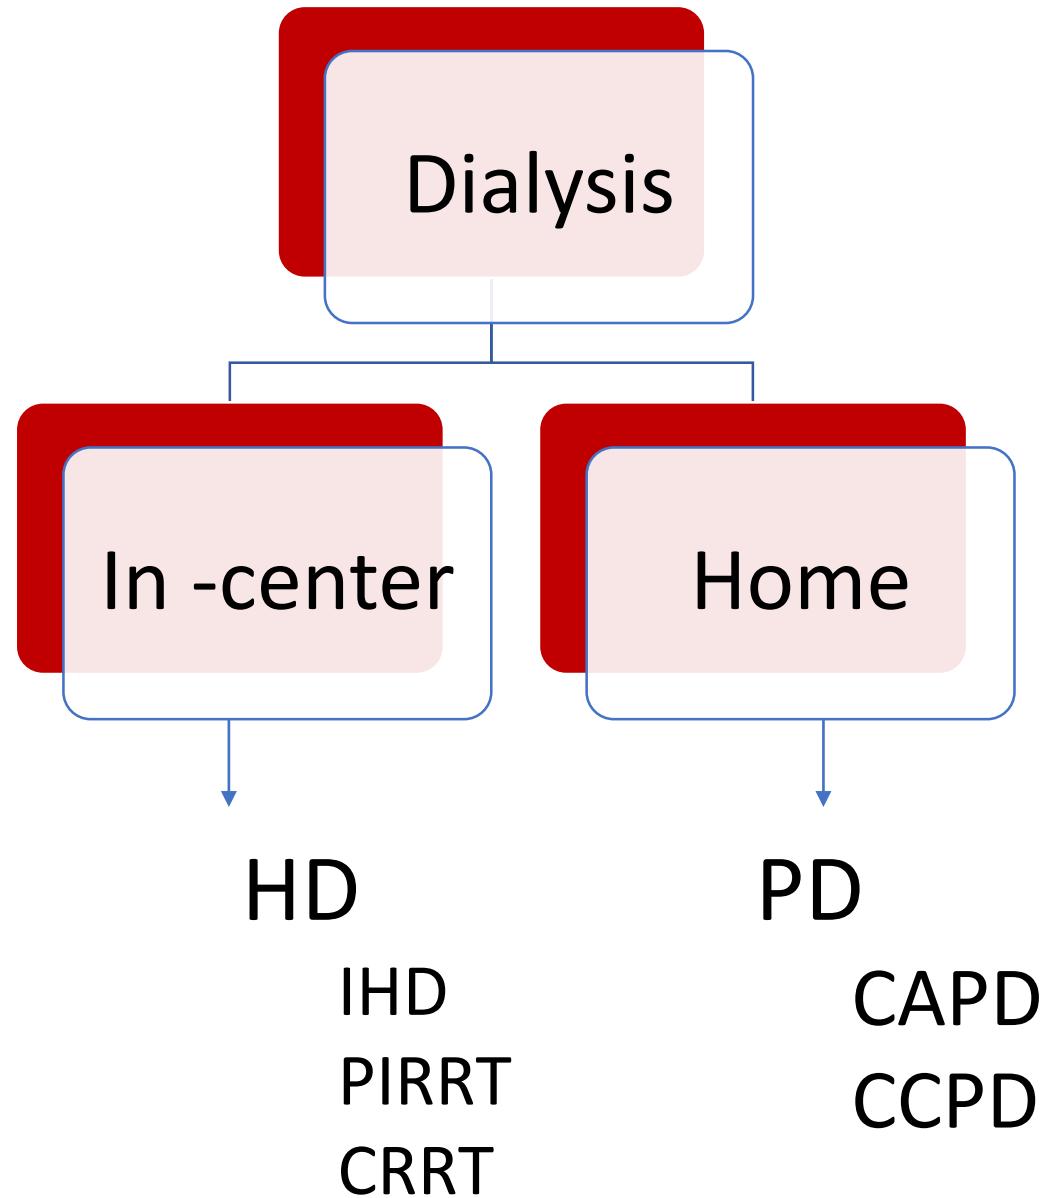 Dialysis
In -center
Home
HD
IHD
PIRRT
CRRT
PD
CAPD
CCPD